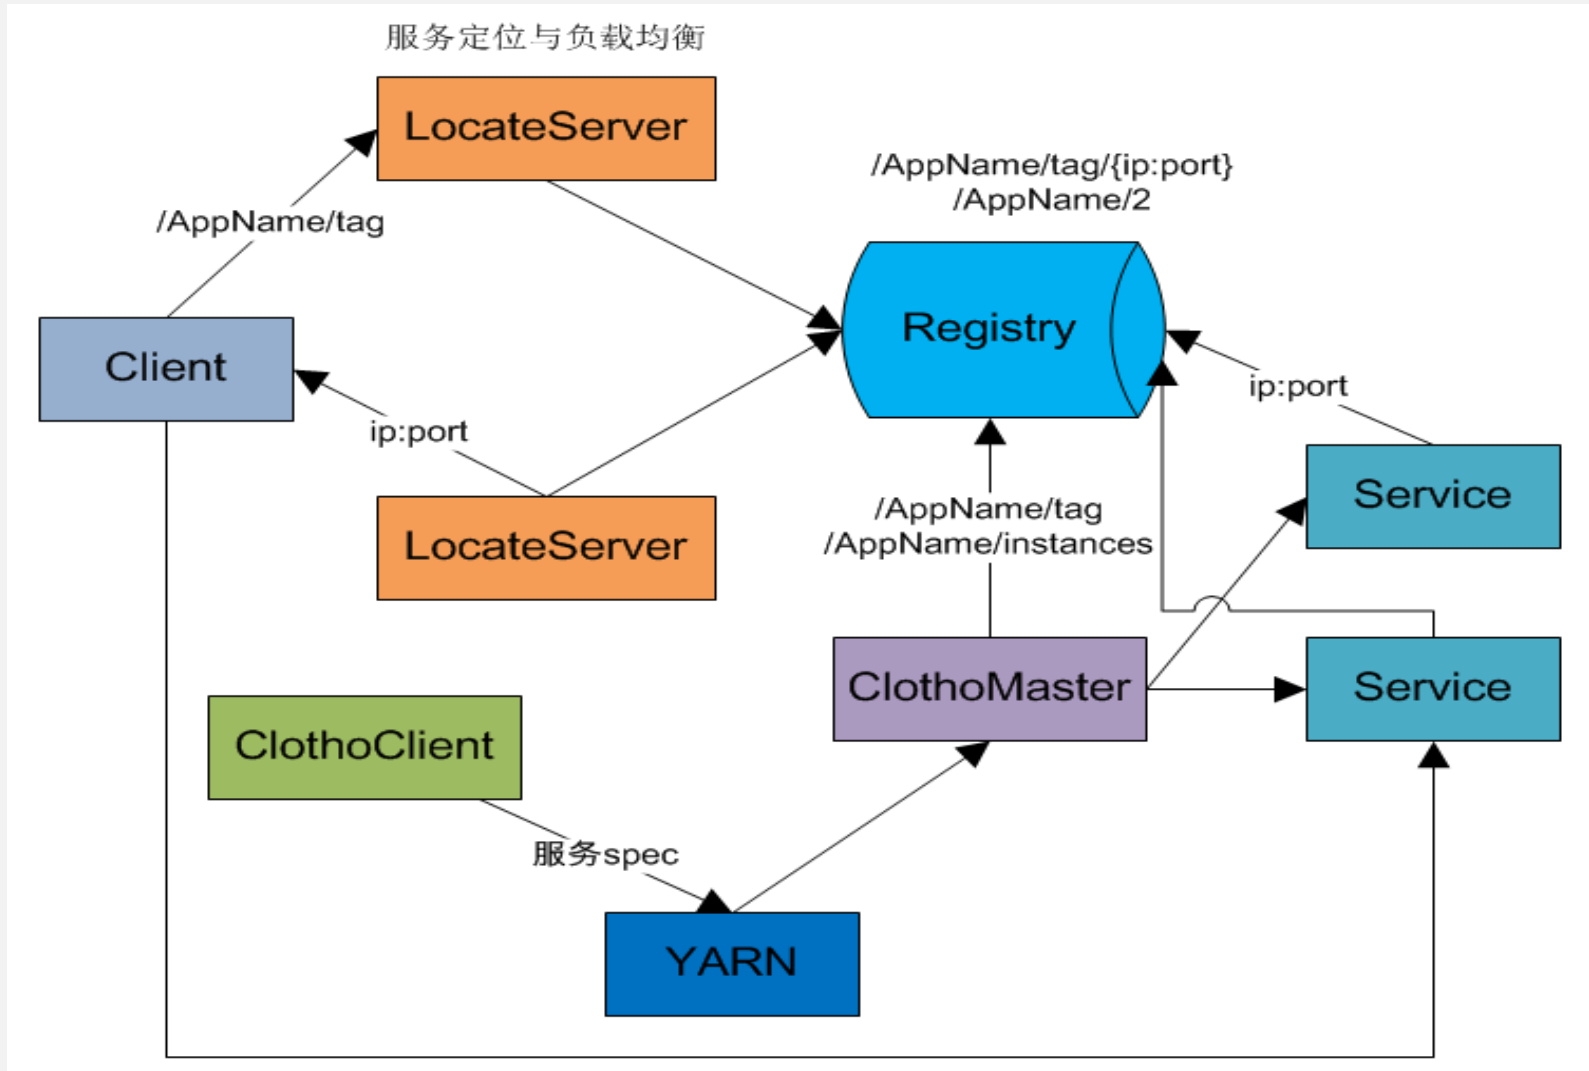 服务定位与负载均衡
LocateServer
/AppName/tag/{ip:port}
/AppName/2
/AppName/tag
Registry
Client
ip:port
ip:port
Service
/AppName/tag
/AppName/instances
LocateServer
ClothoMaster
Service
ClothoClient
服务spec
YARN